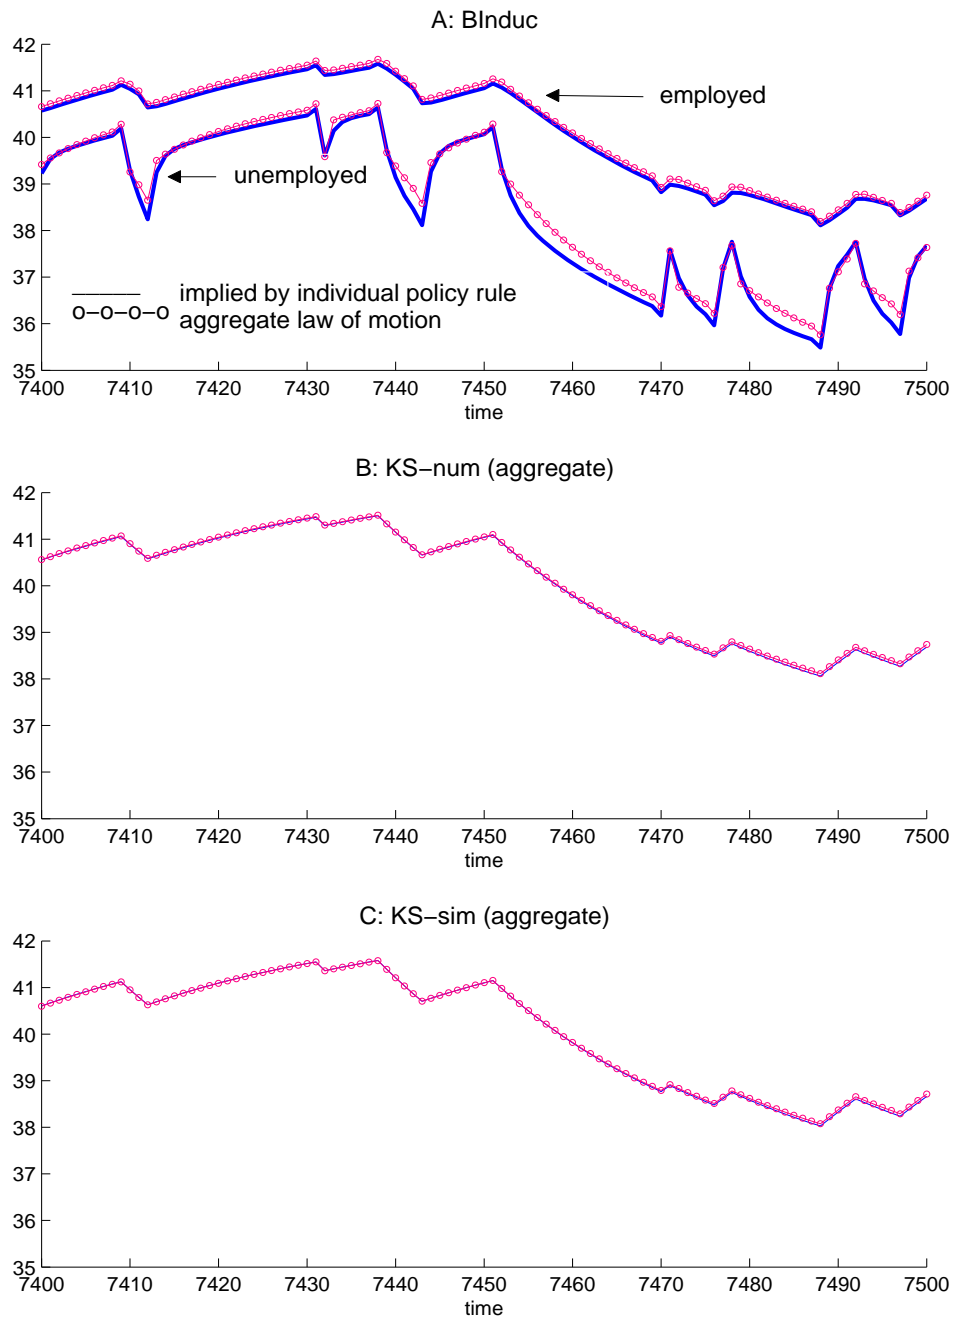 A: BInduc
42
41
40
39
38
37
36
35
employed
unemployed
implied by individual policy rule
o−o−o−o
aggregate law of motion
7400 7410 7420 7430 7440 7450 7460 7470 7480 7490 7500
time
B: KS−num (aggregate)
42
41
40
39
38
37
36
35
7400 7410 7420 7430 7440 7450 7460 7470 7480 7490 7500
time
C: KS−sim (aggregate)
42
41
40
39
38
37
36
35
7400 7410 7420 7430 7440 7450 7460 7470 7480 7490 7500
time